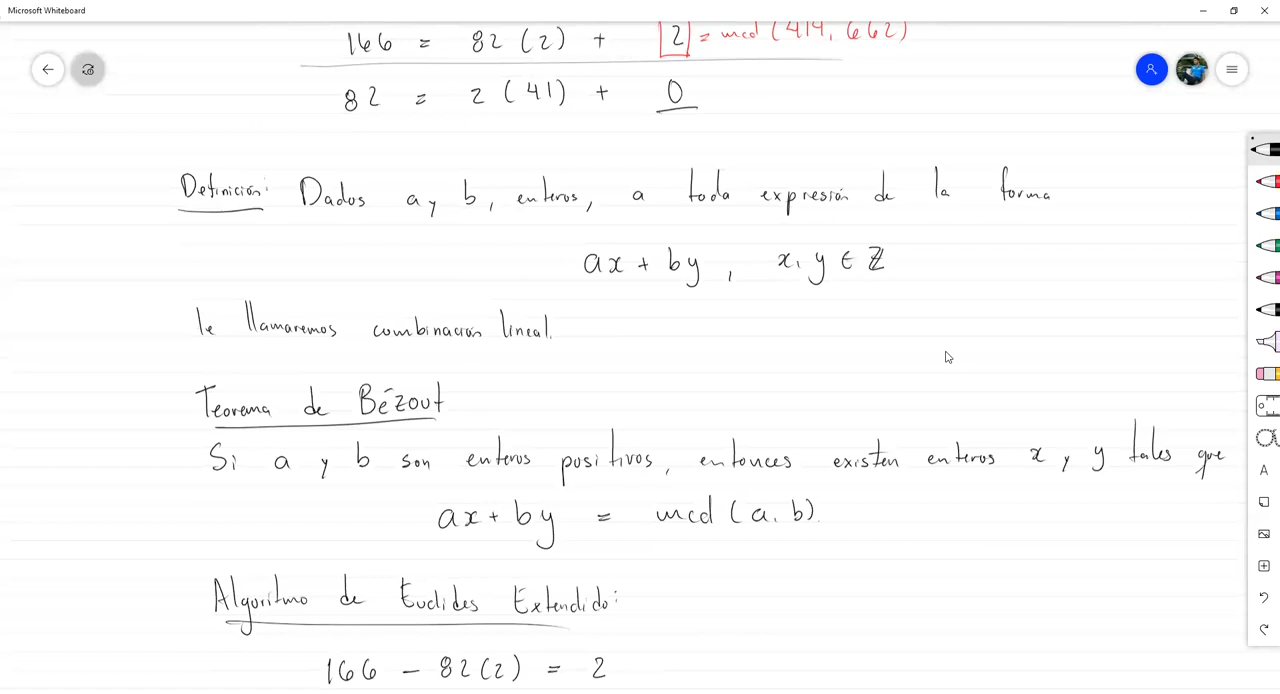 Microsoft Whiteboard
166 = 82 (2) + 2 = mcd (414, 662)
82 = 2 (41) + 0
Definición: Dados a y b, enteros, a toda expresión de la forma
ax + by , x, y ∈ ℤ
le llamaremos combinación lineal.
Teorema de Bézout
Si a y b son enteros positivos, entonces existen enteros x, y tales que
ax + by = mcd (a, b).
Algoritmo de Euclides Extendido:
166 - 82(2) = 2